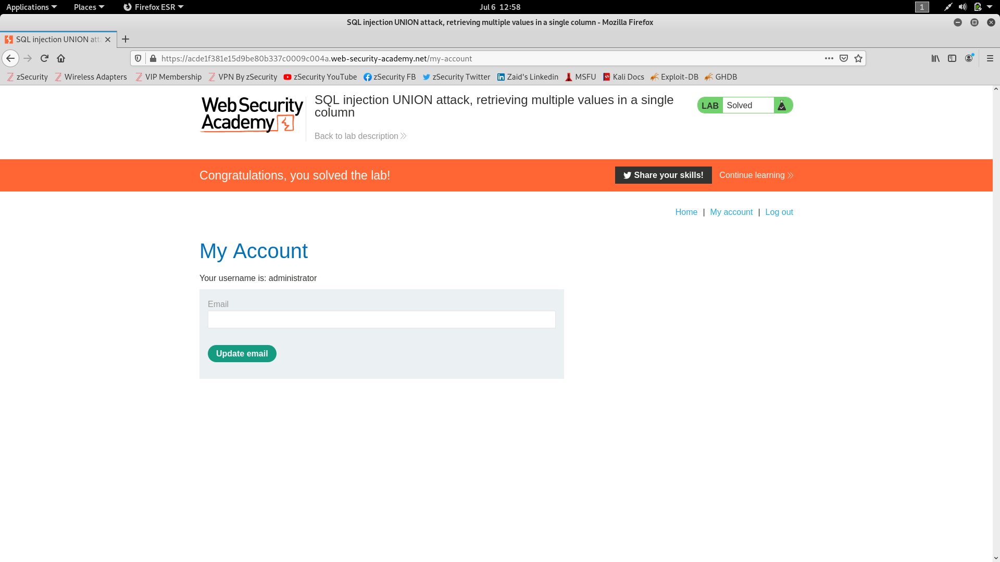 Applications Places Firefox ESR Jul 6 12:58 1
SQL injection UNION attack, retrieving multiple values in a single column - Mozilla Firefox
SQL injection UNION att
https://acde1f381e15d9be80b337c0009c004a.web-security-academy.net/my-account
zSecurity Wireless Adapters VIP Membership VPN By zSecurity zSecurity YouTube zSecurity FB zSecurity Twitter Zaid's Linkedin MSFU Kali Docs Exploit-DB GHDB
Web Security
Academy
SQL injection UNION attack, retrieving multiple values in a single
column
LAB Solved
Back to lab description
Congratulations, you solved the lab! Share your skills! Continue learning
Home | My account | Log out
My Account
Your username is: administrator
Email
Update email